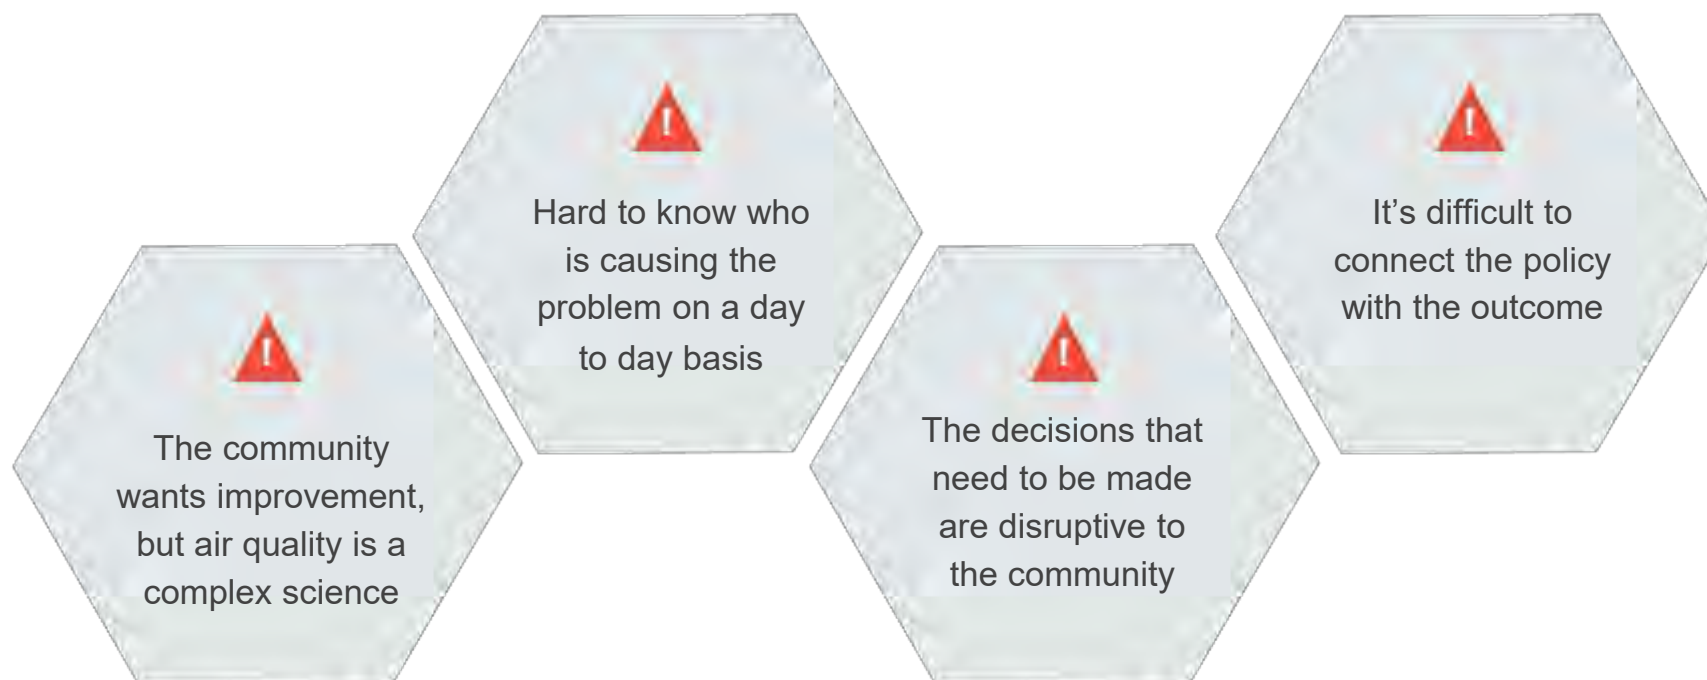 The community
wants improvement,
but air quality is a
complex science
Hard to know who
is causing the
problem on a day
to day basis
The decisions that
need to be made
are disruptive to
the community
It’s difficult to
connect the policy
with the outcome